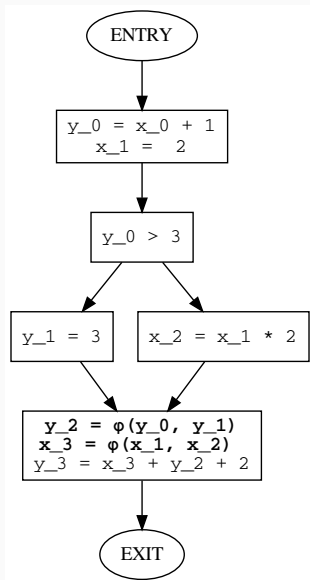 ENTRY
y_0 = x_0 + 1
x_1 =  2
y_0 > 3
y_1 = 3
x_2 = x_1 * 2
y_2 = φ(y_0, y_1)
x_3 = φ(x_1, x_2)
y_3 = x_3 + y_2 + 2
EXIT